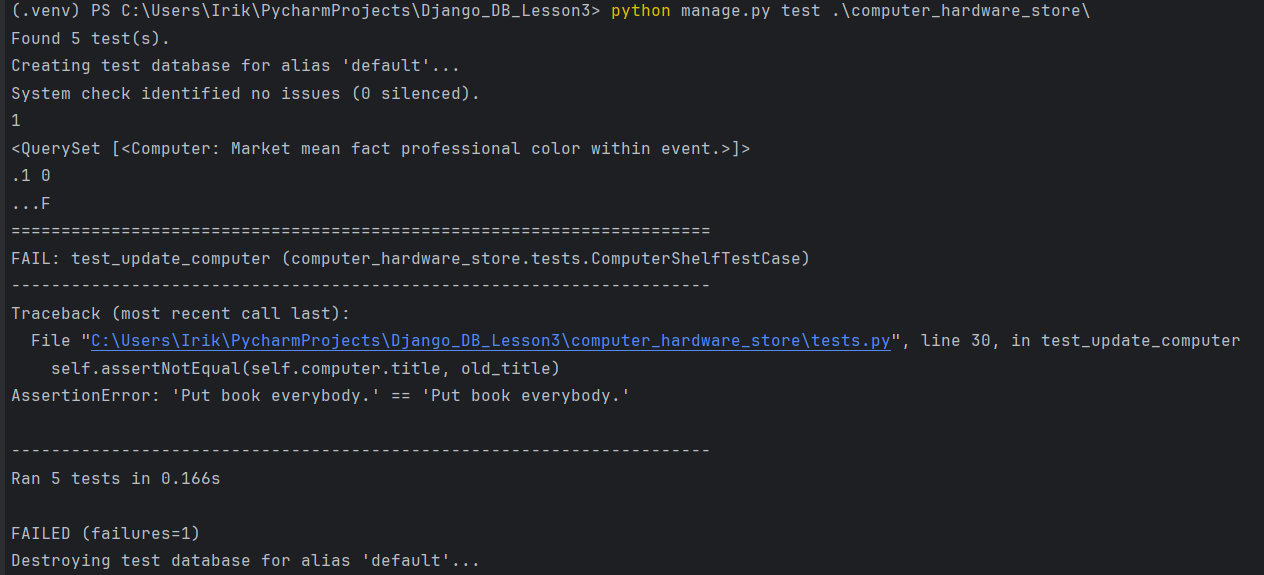 (.venv) PS C:\Users\Irik\PycharmProjects\Django_DB_Lesson3> python manage.py test .\computer_hardware_store\
Found 5 test(s).
Creating test database for alias 'default'...
System check identified no issues (0 silenced).
1
<QuerySet [<Computer: Market mean fact professional color within event.>]>
.1 0
...F
======================================================================
FAIL: test_update_computer (computer_hardware_store.tests.ComputerShelfTestCase)
----------------------------------------------------------------------
Traceback (most recent call last):
  File "C:\Users\Irik\PycharmProjects\Django_DB_Lesson3\computer_hardware_store\tests.py", line 30, in test_update_computer
    self.assertNotEqual(self.computer.title, old_title)
AssertionError: 'Put book everybody.' == 'Put book everybody.'

----------------------------------------------------------------------
Ran 5 tests in 0.166s

FAILED (failures=1)
Destroying test database for alias 'default'...